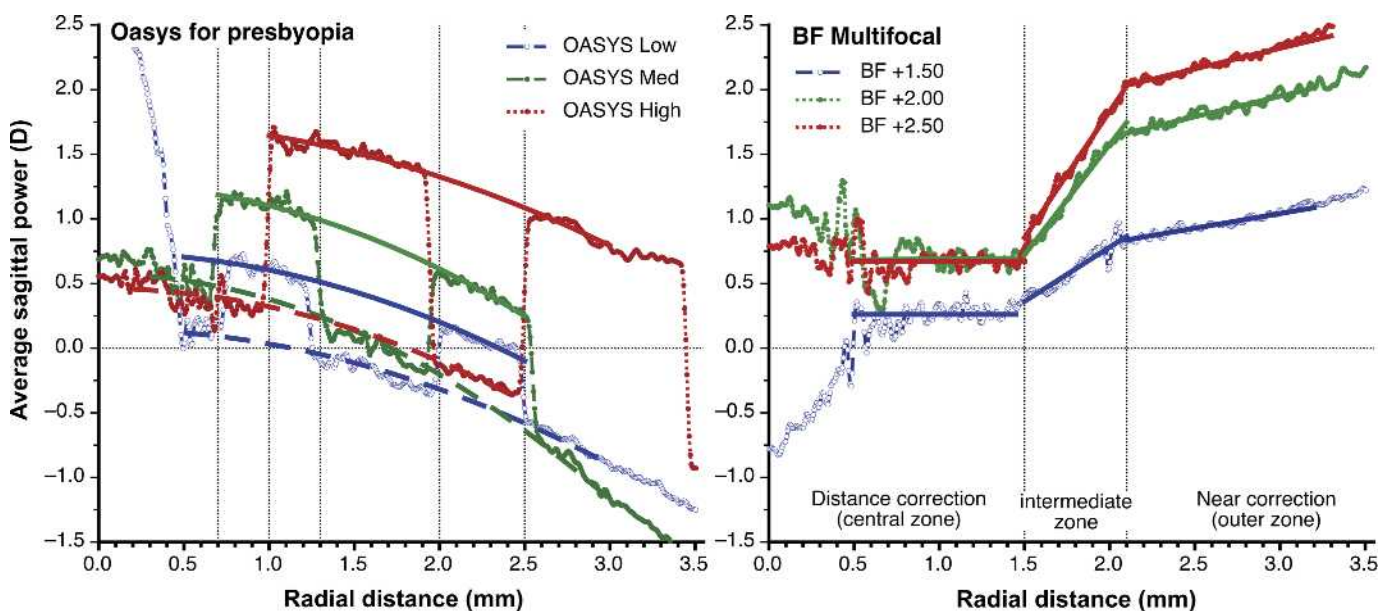 Oasys for presbyopia
OASYS Low
OASYS Med
OASYS High
2.5
2.0
1.5
1.0
0.5
0.0
−0.5
−1.0
−1.5
Average sagittal power (D)
0.0 0.5 1.0 1.5 2.0 2.5 3.0 3.5
Radial distance (mm)
BF Multifocal
BF +1.50
BF +2.00
BF +2.50
2.5
2.0
1.5
1.0
0.5
0.0
−0.5
−1.0
−1.5
Distance correction
(central zone)
intermediate
zone
Near correction
(outer zone)
0.0 0.5 1.0 1.5 2.0 2.5 3.0 3.5
Radial distance (mm)